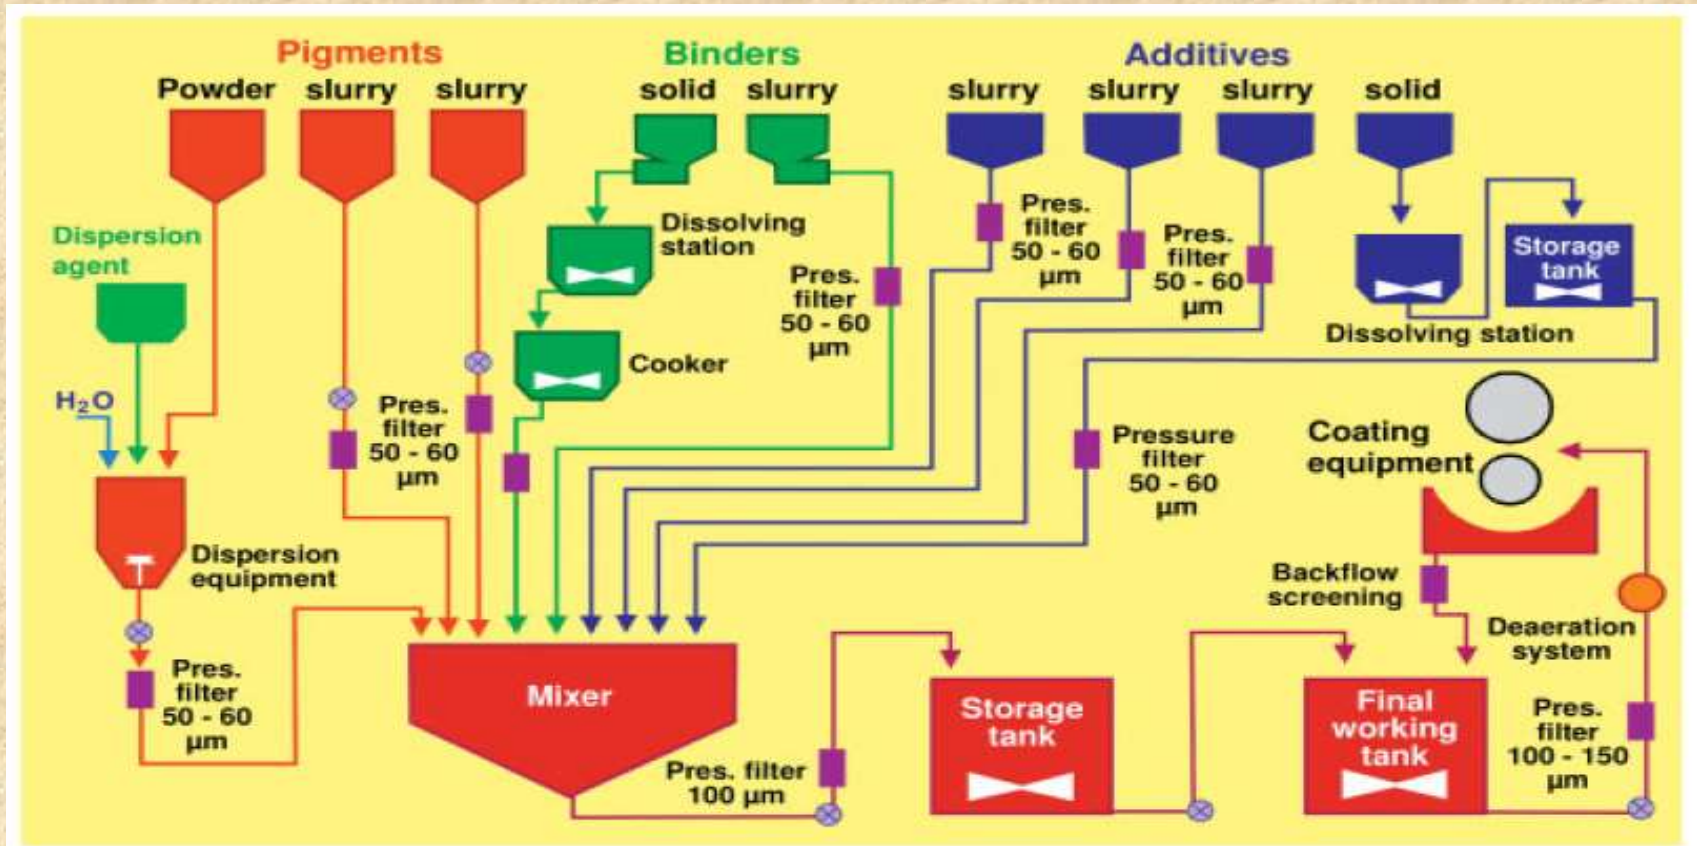 Pigments
Binders
Additives
Powder
slurry
slurry
solid
slurry
slurry
slurry
slurry
solid
Dispersion
agent
H₂O
Dispersion
equipment
Pres.
filter
50 - 60
µm
Pres.
filter
50 - 60
µm
Dissolving
station
Cooker
Pres.
filter
50 - 60
µm
Pres.
filter
50 - 60
µm
Pres.
filter
50 - 60
µm
Storage
tank
Dissolving station
Pressure
filter
50 - 60
µm
Coating
equipment
Backflow
screening
Deaeration
system
Mixer
Pres. filter
100 µm
Storage
tank
Final
working
tank
Pres.
filter
100 - 150
µm